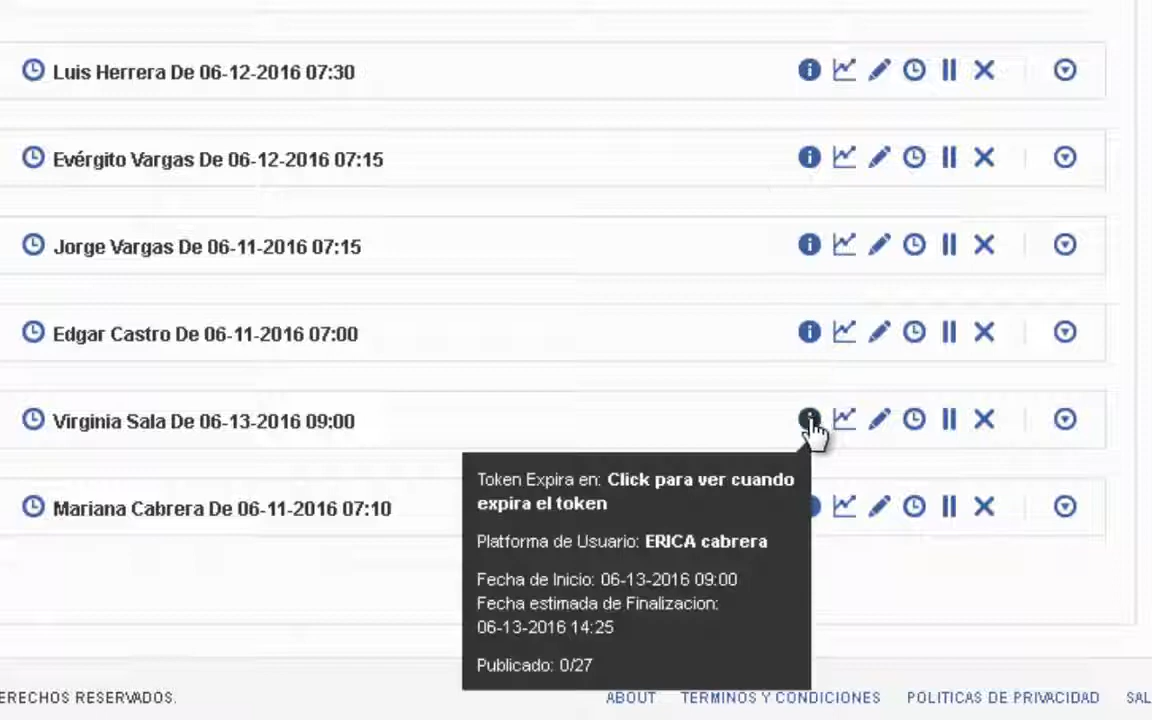 Luis Herrera De 06-12-2016 07:30
Evérgito Vargas De 06-12-2016 07:15
Jorge Vargas De 06-11-2016 07:15
Edgar Castro De 06-11-2016 07:00
Virginia Sala De 06-13-2016 09:00
Mariana Cabrera De 06-11-2016 07:10
Token Expira en: Click para ver cuando
expira el token
Platforma de Usuario: ERICA cabrera
Fecha de Inicio: 06-13-2016 09:00
Fecha estimada de Finalizacion:
06-13-2016 14:25
Publicado: 0/27
ERECHOS RESERVADOS.
ABOUT TERMINOS Y CONDICIONES POLITICAS DE PRIVACIDAD SAL